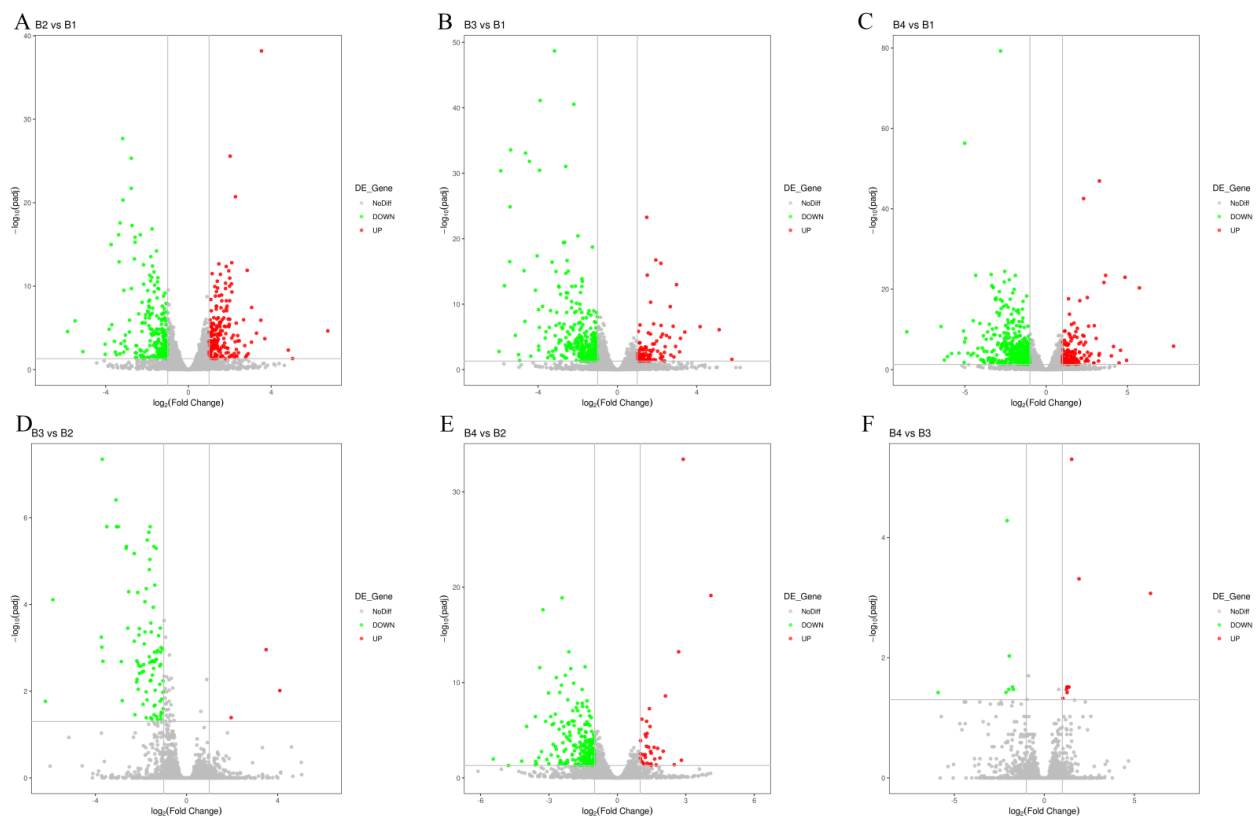 A
B2 vs B1
40
30
20
10
0
−log10(padj)
-4
0
4
log2(Fold Change)
DE_Gene
NoDiff
DOWN
UP
B
B3 vs B1
50
40
30
20
10
0
−log10(padj)
-4
0
4
log2(Fold Change)
DE_Gene
NoDiff
DOWN
UP
C
B4 vs B1
80
60
40
20
0
−log10(padj)
-5
0
5
log2(Fold Change)
DE_Gene
NoDiff
DOWN
UP
D
B3 vs B2
6
4
2
0
−log10(padj)
-4
0
4
log2(Fold Change)
DE_Gene
NoDiff
DOWN
UP
E
B4 vs B2
30
20
10
0
−log10(padj)
-6
-3
0
3
6
log2(Fold Change)
DE_Gene
NoDiff
DOWN
UP
F
B4 vs B3
4
2
0
−log10(padj)
-5
0
5
log2(Fold Change)
DE_Gene
NoDiff
DOWN
UP